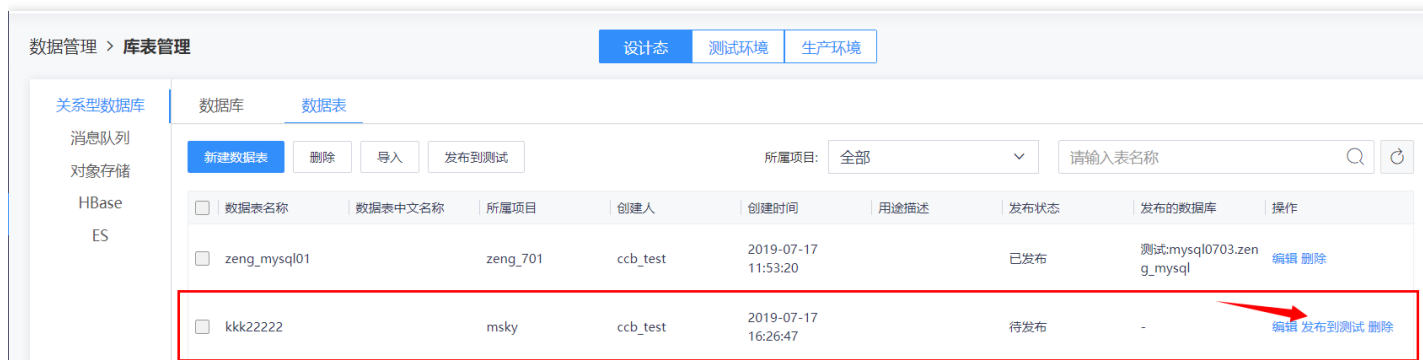 数据管理 > 库表管理
设计态 测试环境 生产环境
关系型数据库
消息队列
对象存储
HBase
ES
数据库 数据表
新建数据表 删除 导入 发布到测试 所属项目: 全部 请输入表名称
数据表名称 数据表中文名称 所属项目 创建人 创建时间 用途描述 发布状态 发布的数据库 操作
zeng_mysql01 zeng_701 ccb_test 2019-07-17 已发布 测试:mysql0703.zen 编辑 删除
11:53:20 g_mysql
kkk22222 msky ccb_test 2019-07-17 待发布 - 编辑 发布到测试 删除
16:26:47